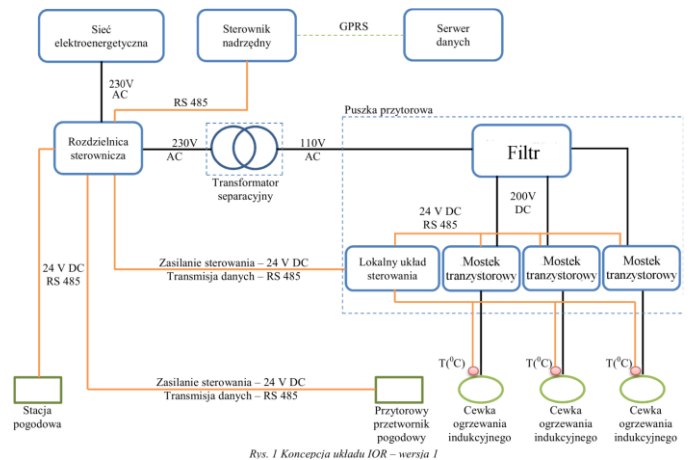 Sieć
elektroenergetyczna
Sterownik
nadrzędny
GPRS
Serwer
danych
230V
AC
RS 485
Puszka przytorowa
Rozdzielnica
sterownicza
230V
AC
110V
AC
Transformator
separacyjny
Filtr
200V
DC
24 V DC
RS 485
24 V DC
RS 485
Zasilanie sterowania – 24 V DC
Transmisja danych – RS 485
Lokalny układ
sterowania
Mostek
tranzystorowy
Mostek
tranzystorowy
Mostek
tranzystorowy
T(⁰C)
T(⁰C)
T(⁰C)
Zasilanie sterowania – 24 V DC
Transmisja danych – RS 485
Stacja
pogodowa
Przytorowy
przetwornik
pogodowy
Cewka
ogrzewania
indukcyjnego
Cewka
ogrzewania
indukcyjnego
Cewka
ogrzewania
indukcyjnego
Rys. 1 Koncepcja układu IOR – wersja 1